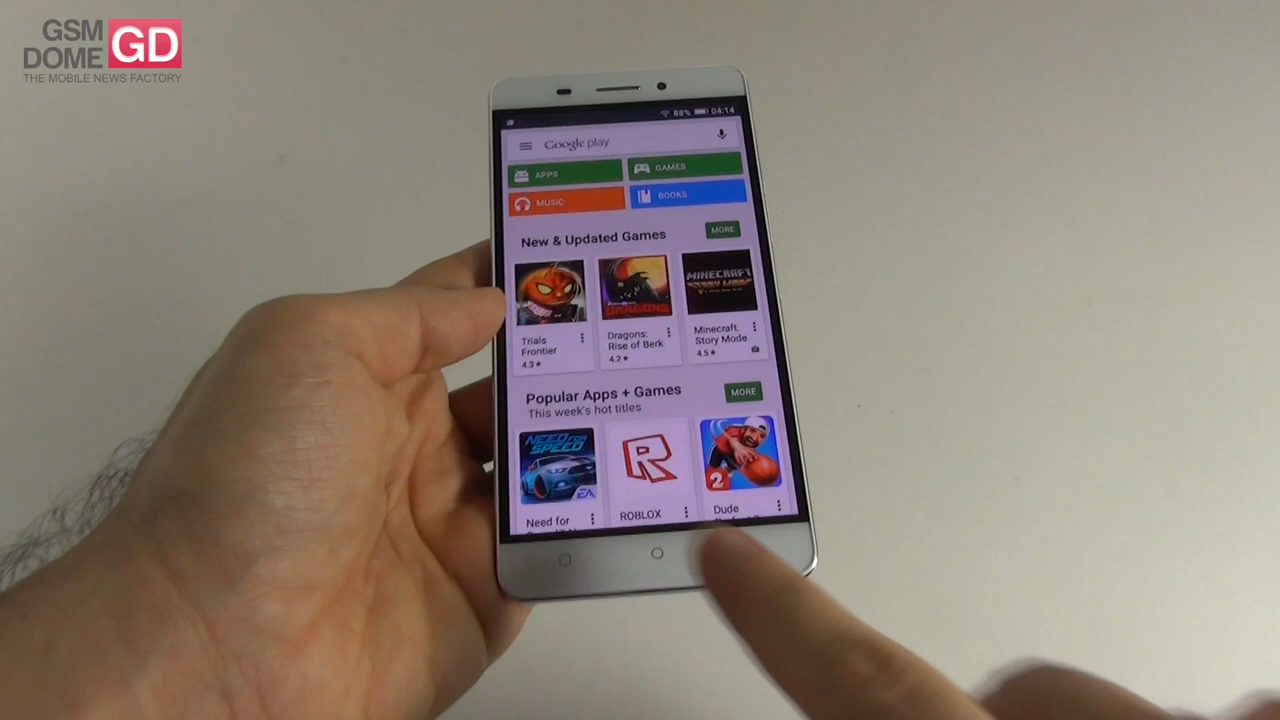 GSM
DOME GD
THE MOBILE NEWS FACTORY
88% 04:14
Google play
APPS
GAMES
MUSIC
BOOKS
New & Updated Games
MORE
MINECRAFT
STORY MODE
DRAGONS
Trials
Frontier
4.3★
Dragons:
Rise of Berk
4.2★
Minecraft:
Story Mode
4.5★
Popular Apps + Games
MORE
This week's hot titles
NEED FOR
SPEED
EA
R
2
Need for
ROBLOX
Dude